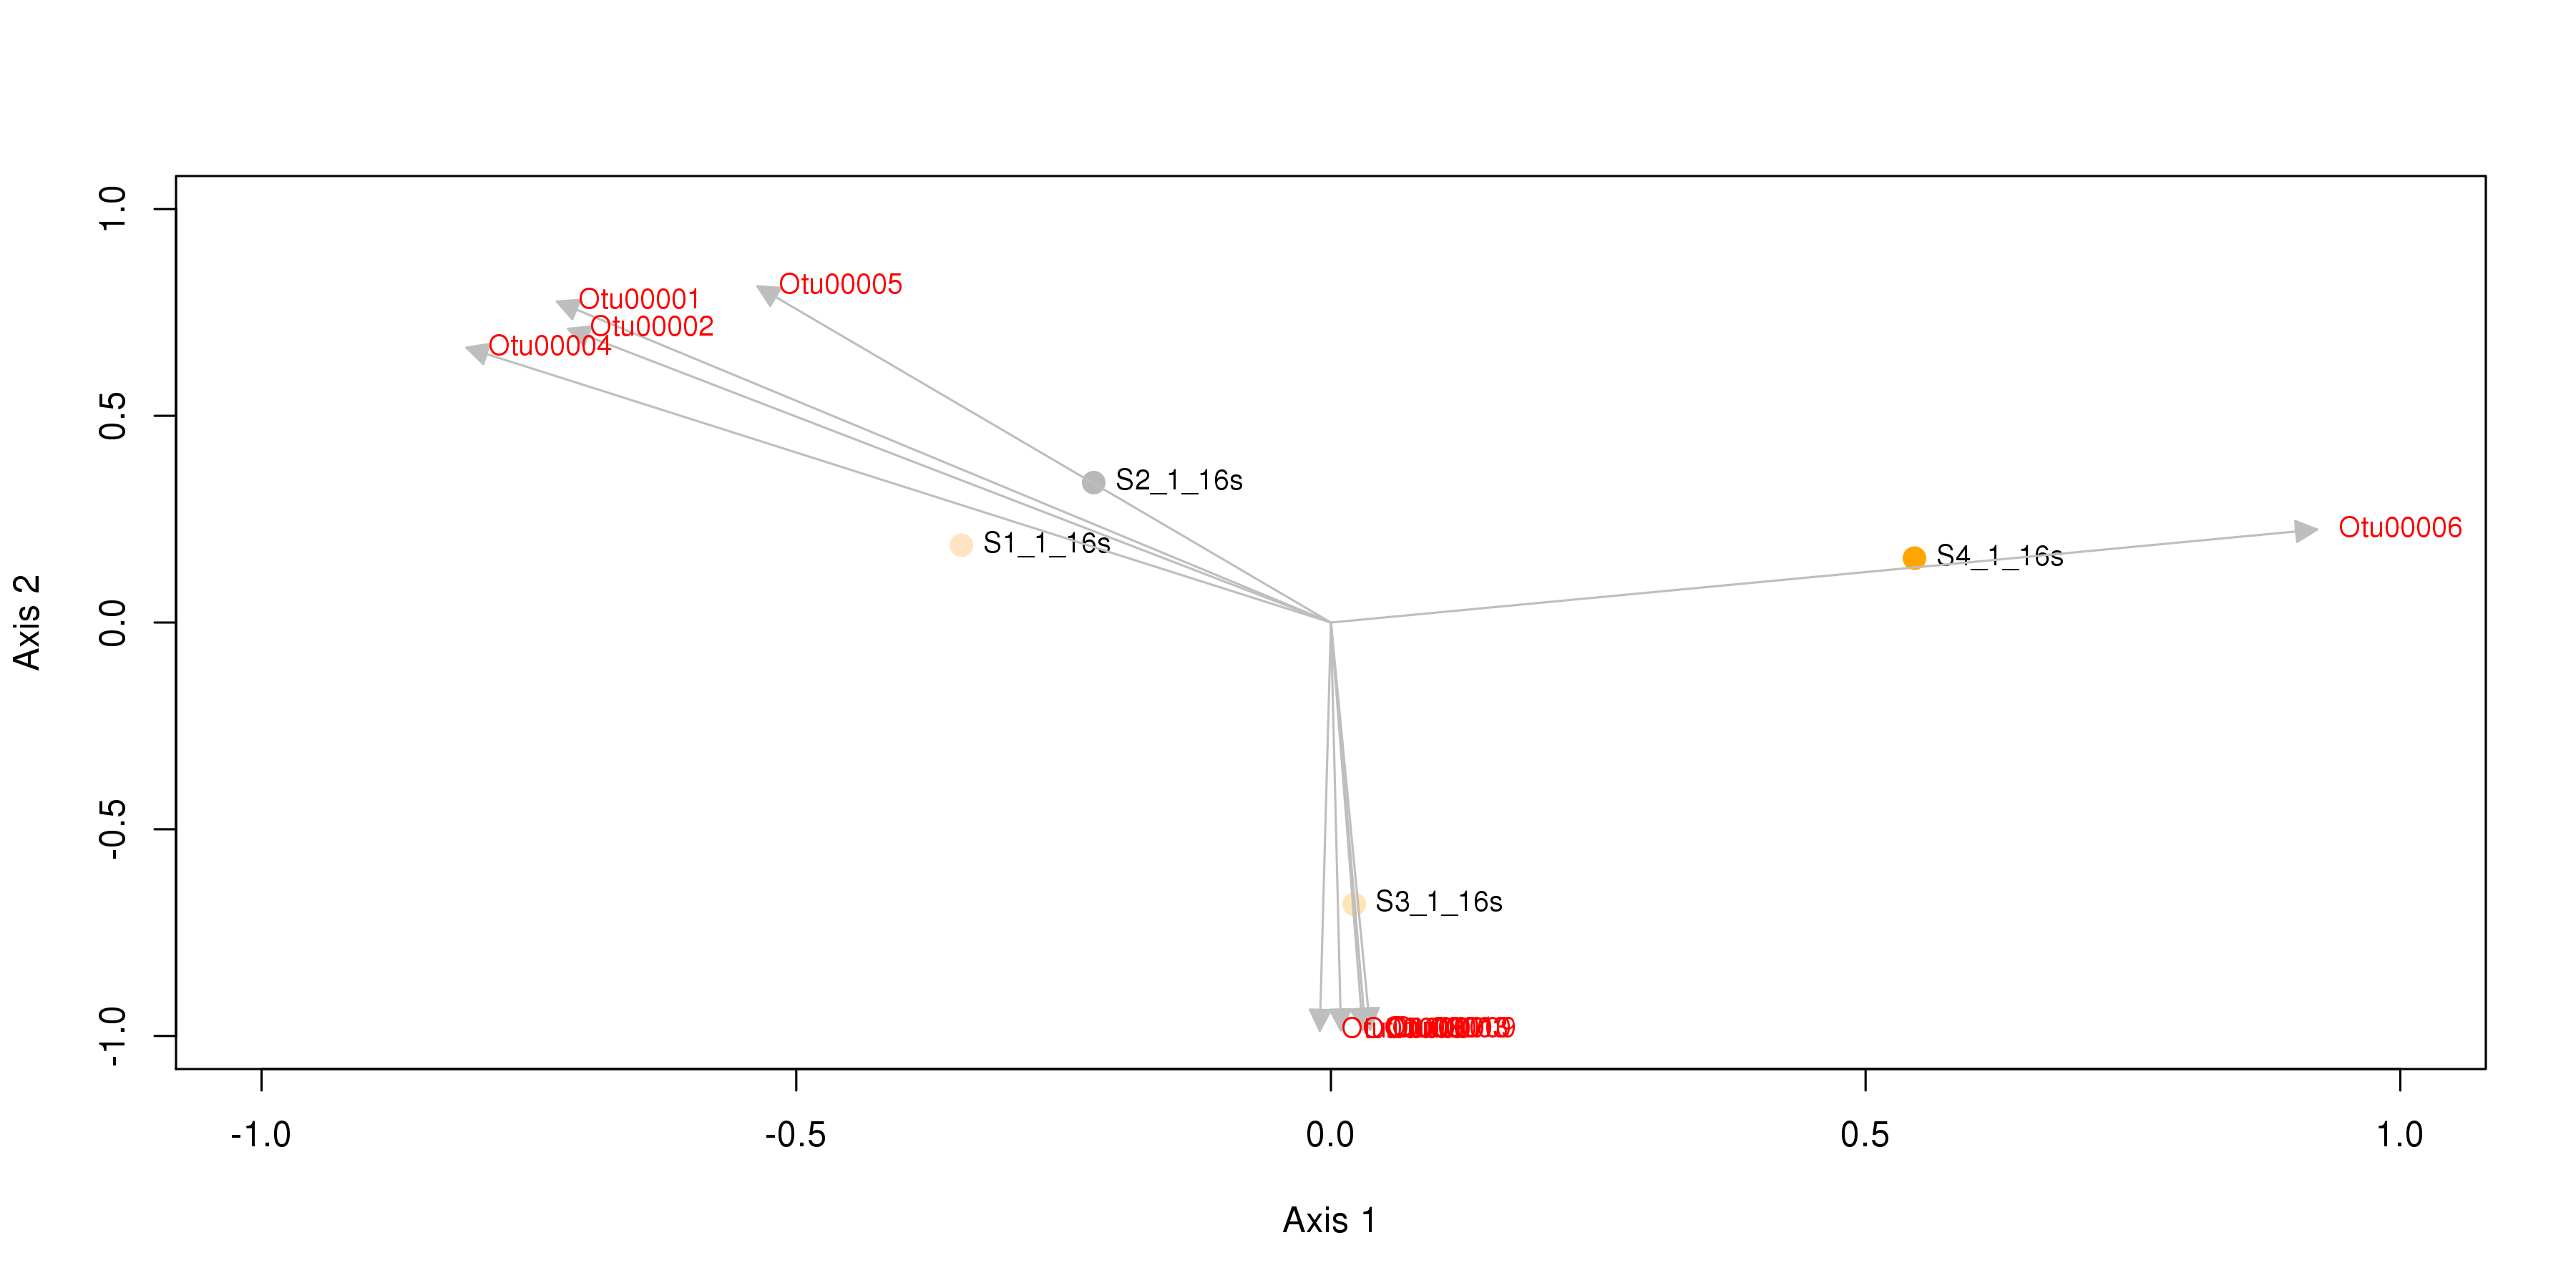 1.0
Otu00005
Otu00001
Otu00002
Otu00004
0.5
S2_1_16s
Otu00006
S1_1_16s
S4_1_16s
Axis 2
0.0
-0.5
S3_1_16s
-1.0
-1.0 -0.5 0.0 0.5 1.0
Axis 1